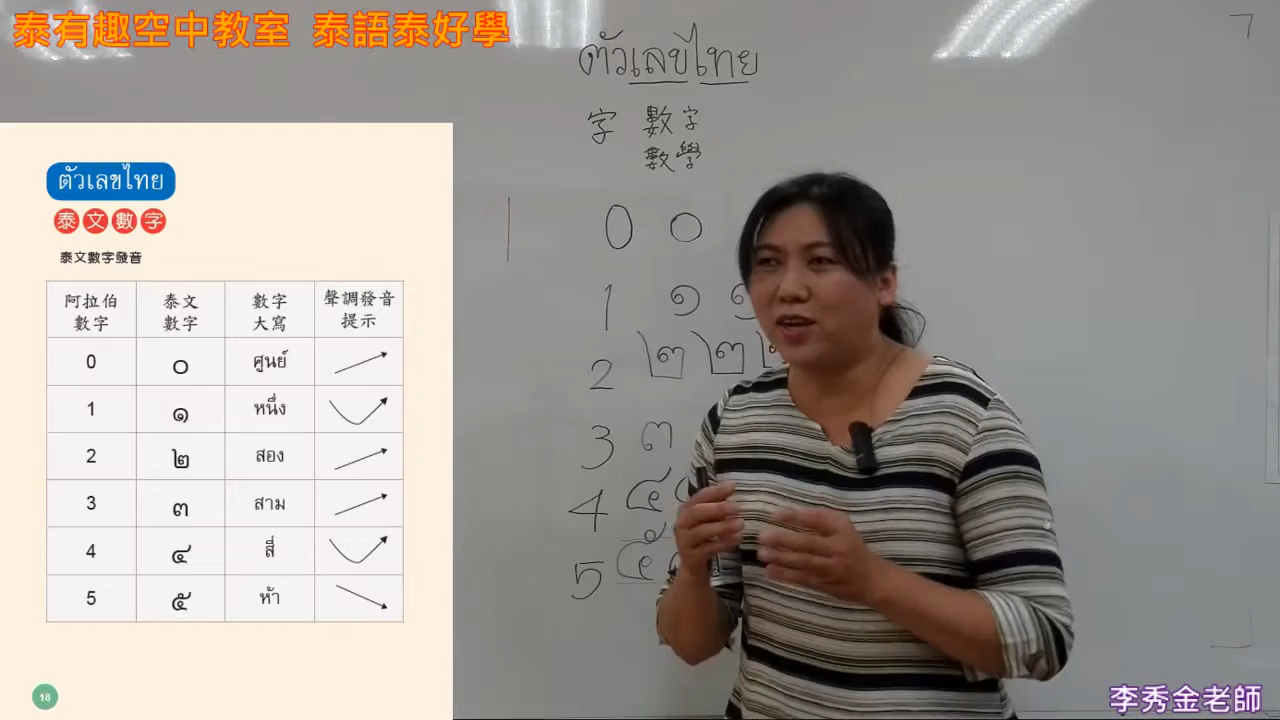 泰有趣空中教室 泰語泰好學
ตัวเลขไทย
字 數字
數學
0 ๐
1 ๑ ๑
2 ๒ ๒
3 ๓
4 ๔
5 ๕
ตัวเลขไทย
泰文數字
泰文數字發音
阿拉伯數字 泰文數字 數字大寫 聲調發音提示
0 ๐ ศูนย์
1 ๑ หนึ่ง
2 ๒ สอง
3 ๓ สาม
4 ๔ สี่
5 ๕ ห้า
18
李秀金老師